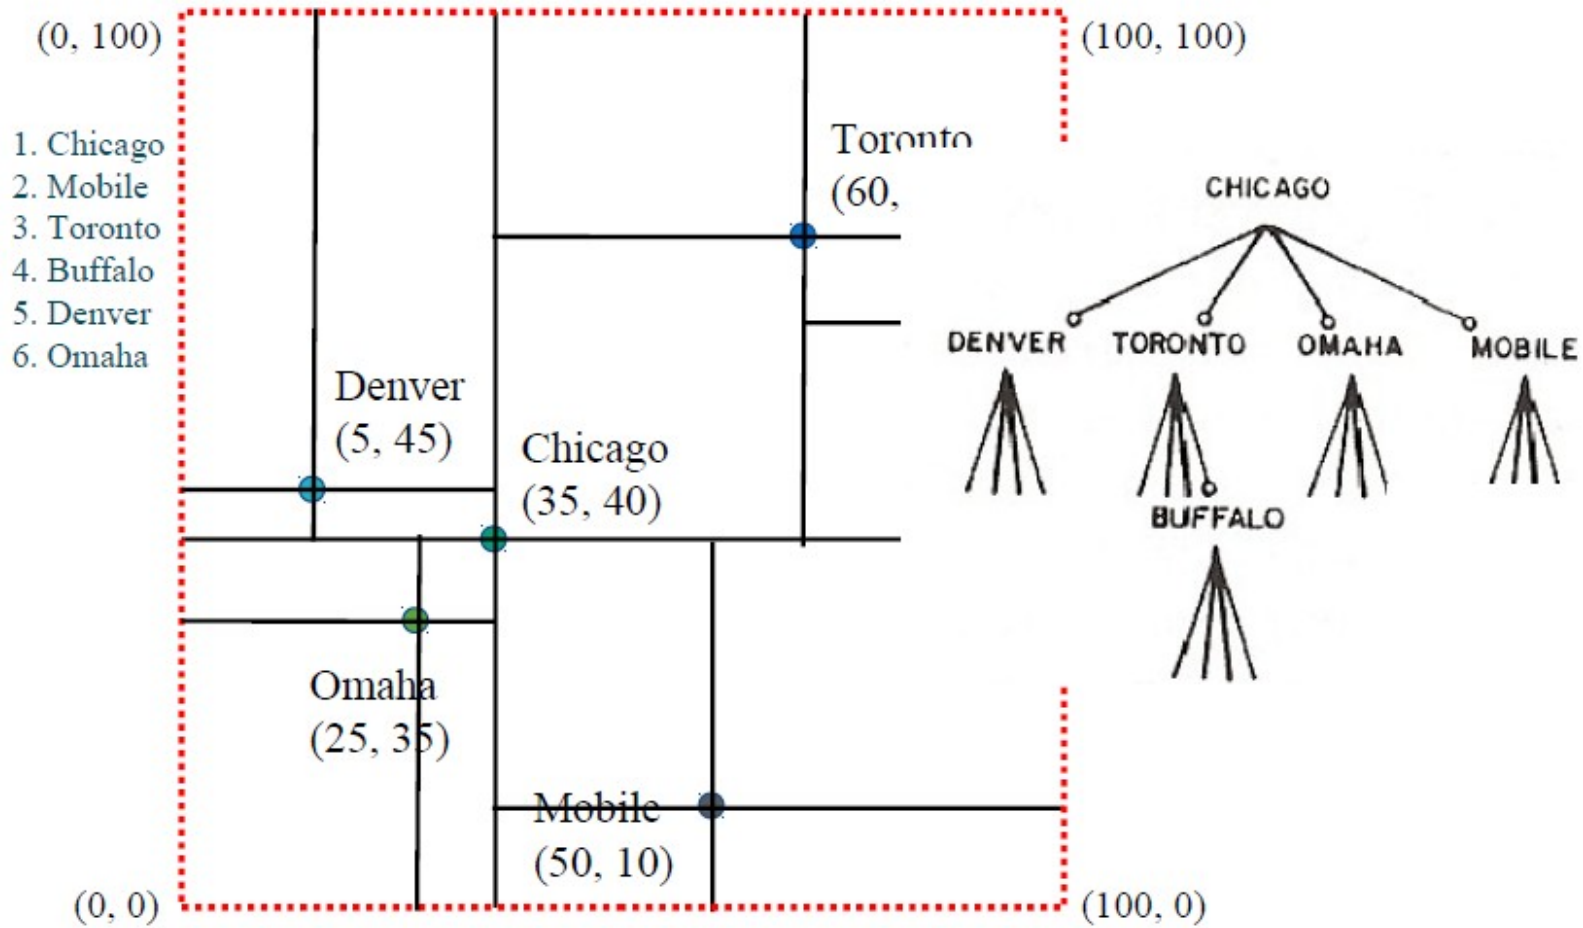 (0, 100)
(100, 100)
1. Chicago
2. Mobile
3. Toronto
4. Buffalo
5. Denver
6. Omaha
Toronto
(60,
Denver
(5, 45)
Chicago
(35, 40)
Omaha
(25, 35)
Mobile
(50, 10)
(0, 0)
(100, 0)
CHICAGO
DENVER TORONTO OMAHA MOBILE
BUFFALO